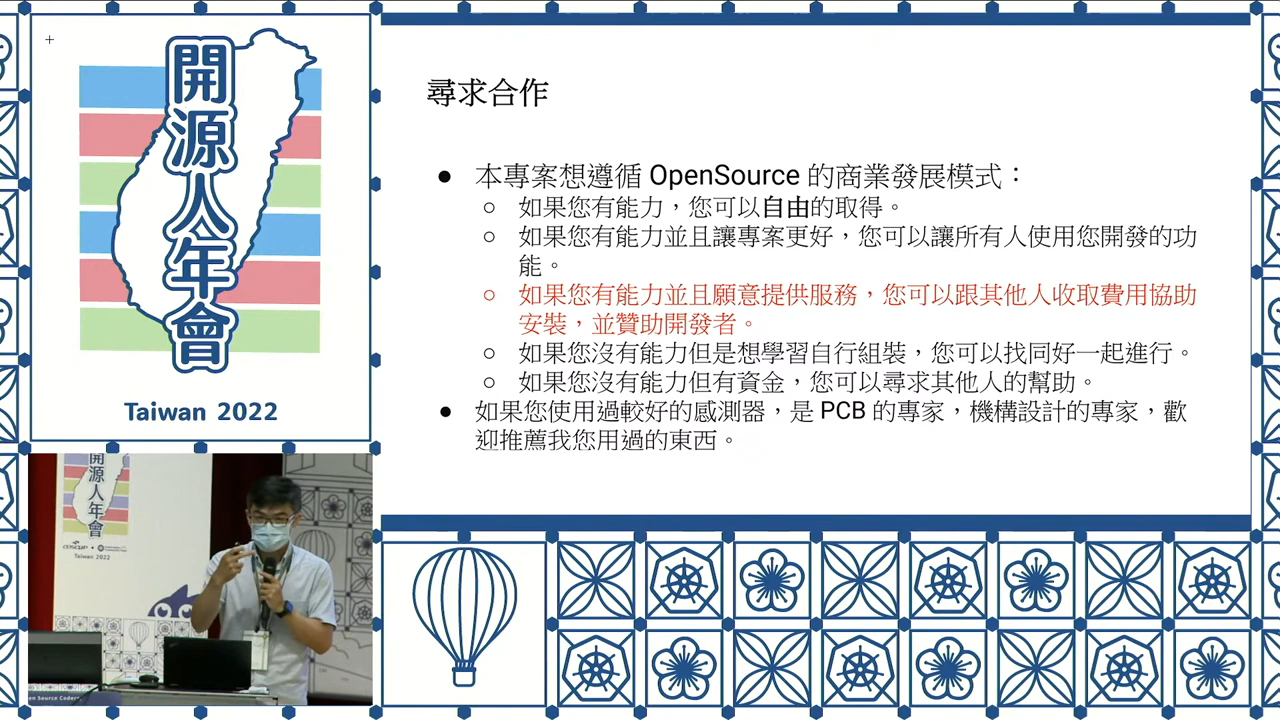 開源人年會
Taiwan 2022
尋求合作
● 本專案想遵循 OpenSource 的商業發展模式：
○ 如果您有能力，您可以自由的取得。
○ 如果您有能力並且讓專案更好，您可以讓所有人使用您開發的功
能。
○ 如果您有能力並且願意提供服務，您可以跟其他人收取費用協助
安裝，並贊助開發者。
○ 如果您沒有能力但是想學習自行組裝，您可以找同好一起進行。
○ 如果您沒有能力但有資金，您可以尋求其他人的幫助。
● 如果您使用過較好的感測器，是 PCB 的專家，機構設計的專家，歡
迎推薦我您用過的東西。
開源人年會
COSCUP
Taiwan 2022
en Source Coders